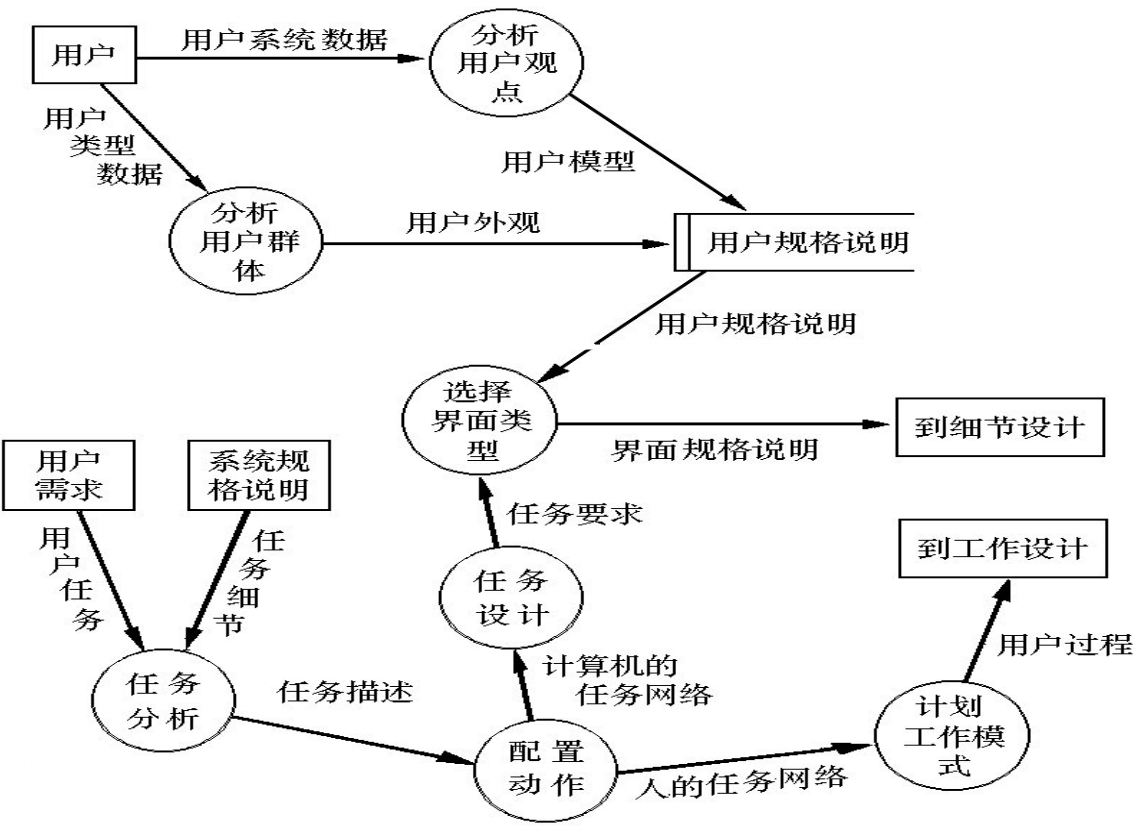 用户
用户系统数据
分析
用户观
点
用户
类型
数据
用户模型
分析
用户群
体
用户外观
用户规格说明
用户规格说明
选择
界面类
型
界面规格说明
到细节设计
用户
需求
系统规
格说明
任务要求
到工作设计
用户任务
任务细节
任务
设计
用户过程
任务
分析
任务描述
计算机的
任务网络
计划
工作模
式
配置
动作
人的任务网络